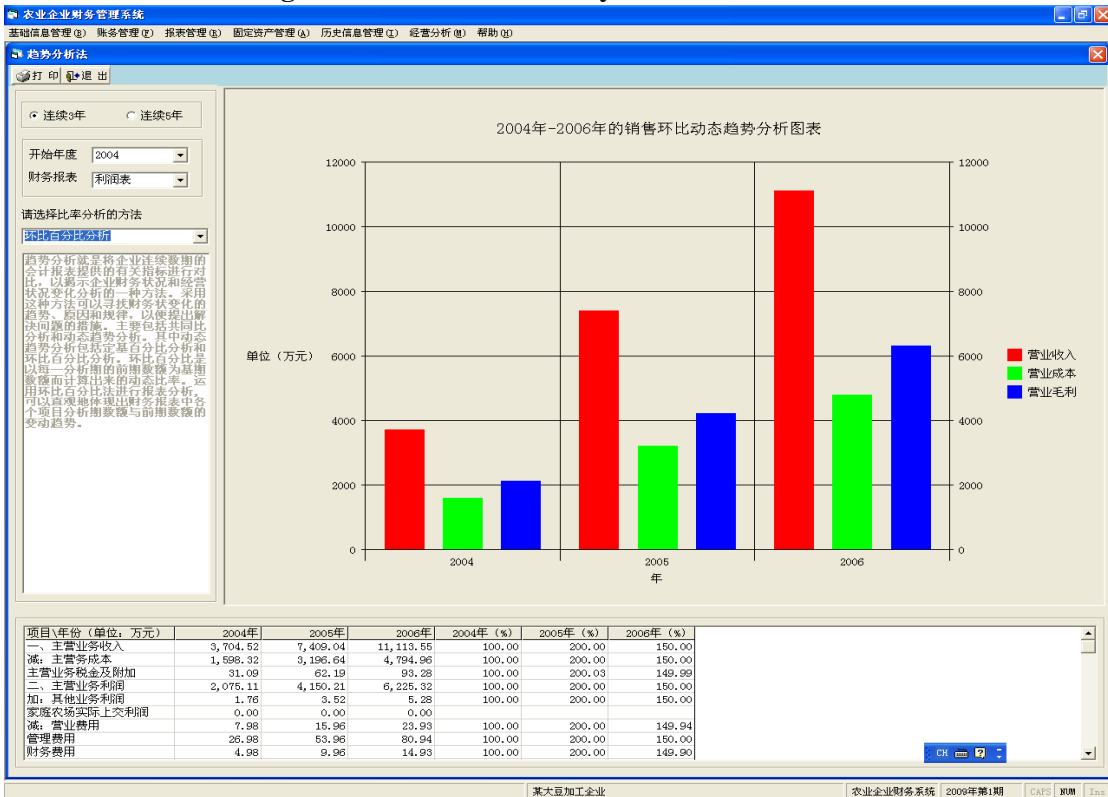 农业企业财务管理系统
基础信息管理(B) 账务管理(F) 报表管理(R) 固定资产管理(A) 历史信息管理(I) 经营分析(M) 帮助(H)
趋势分析法
打 印 退 出
连续3年 连续5年
开始年度 2004
财务报表 利润表
请选择比率分析的方法
环比百分比分析
趋势分析就是将企业连续数期的
会计报表提供的有关指标进行对
比，以揭示企业财务状况和经营
状况变化分析的一种方法。采用
这种方法可以寻找财务状变化的
趋势、原因和规律，以便提出解
决问题的措施。主要包括共同比
分析和动态趋势分析。其中动态
趋势分析包括定基百分比分析和
环比百分比分析。环比百分比是
以每一分析期的前期数额为基期
数额而计算出来的动态比率。运
用环比百分比法进行报表分析，
可以直观地体现出财务报表中各
个项目分析期数额与前期数额的
变动趋势。
2004年-2006年的销售环比动态趋势分析图表
12000 12000
10000 10000
8000 8000
单位（万元） 6000 6000
4000 4000
2000 2000
0 0
2004 2005 2006
年
营业收入
营业成本
营业毛利
项目\年份（单位：万元） 2004年 2005年 2006年 2004年（%） 2005年（%） 2006年（%）
一、主营业务收入 3,704.52 7,409.04 11,113.55 100.00 200.00 150.00
减：主营务成本 1,598.32 3,196.64 4,794.96 100.00 200.00 150.00
主营业务税金及附加 31.09 62.19 93.28 100.00 200.03 149.99
二、主营业务利润 2,075.11 4,150.21 6,225.32 100.00 200.00 150.00
加：其他业务利润 1.76 3.52 5.28 100.00 200.00 150.00
家庭农场实际上交利润 0.00 0.00 0.00
减：营业费用 7.98 15.96 23.93 100.00 200.00 149.94
管理费用 26.98 53.96 80.94 100.00 200.00 150.00
财务费用 4.98 9.96 14.93 100.00 200.00 149.90
CH
某大豆加工企业 农业企业财务系统 2009年第1期 CAPS NUM Ins